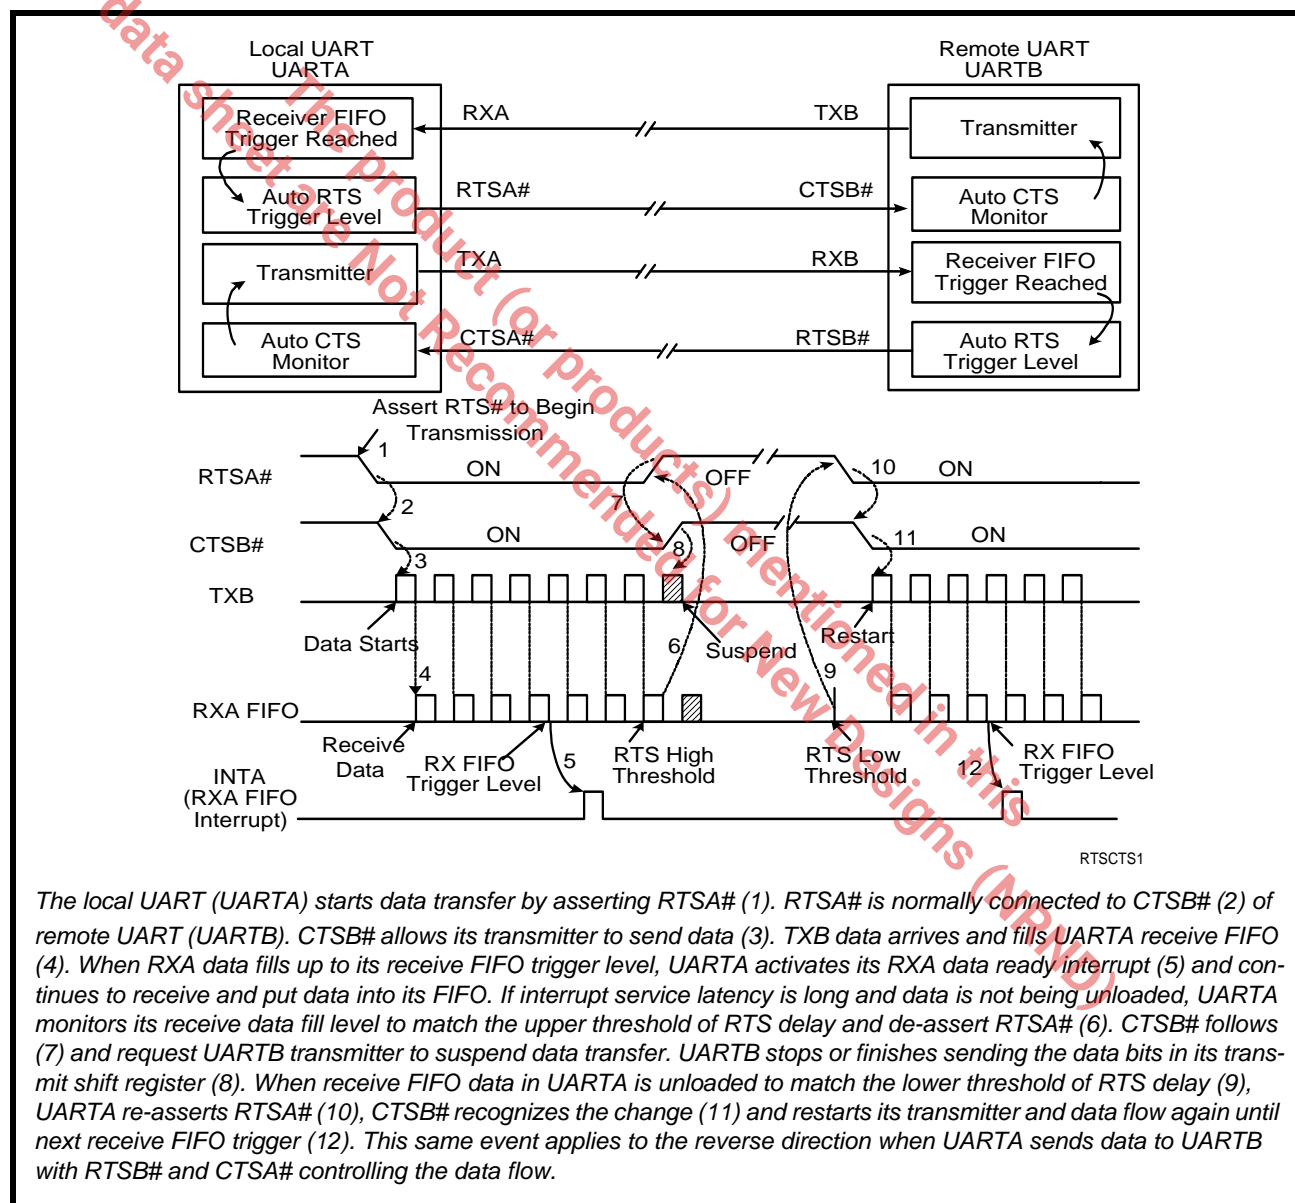 Local UART
UARTA
Remote UART
UARTB
Receiver FIFO
Trigger Reached
RXA
TXB
Transmitter
Auto RTS
Trigger Level
RTSA#
CTSB#
Auto CTS
Monitor
Transmitter
TXA
RXB
Receiver FIFO
Trigger Reached
Auto CTS
Monitor
CTSA#
RTSB#
Auto RTS
Trigger Level
Assert RTS# to Begin
Transmission
RTSA#
1
ON
7
OFF
10
ON
2
CTSB#
ON
8
OFF
11
ON
3
TXB
Data Starts
6
Suspend
Restart
4
9
RXA FIFO
Receive
Data
RX FIFO
Trigger Level
5
RTS High
Threshold
RTS Low
Threshold
12
RX FIFO
Trigger Level
INTA
(RXA FIFO
Interrupt)
RTSCTS1
The local UART (UARTA) starts data transfer by asserting RTSA# (1). RTSA# is normally connected to CTSB# (2) of
remote UART (UARTB). CTSB# allows its transmitter to send data (3). TXB data arrives and fills UARTA receive FIFO
(4). When RXA data fills up to its receive FIFO trigger level, UARTA activates its RXA data ready interrupt (5) and con-
tinues to receive and put data into its FIFO. If interrupt service latency is long and data is not being unloaded, UARTA
monitors its receive data fill level to match the upper threshold of RTS delay and de-assert RTSA# (6). CTSB# follows
(7) and request UARTB transmitter to suspend data transfer. UARTB stops or finishes sending the data bits in its trans-
mit shift register (8). When receive FIFO data in UARTA is unloaded to match the lower threshold of RTS delay (9),
UARTA re-asserts RTSA# (10), CTSB# recognizes the change (11) and restarts its transmitter and data flow again until
next receive FIFO trigger (12). This same event applies to the reverse direction when UARTA sends data to UARTB
with RTSB# and CTSA# controlling the data flow.
The product (or products) mentioned in this
data sheet are Not Recommended for New Designs (NRND)